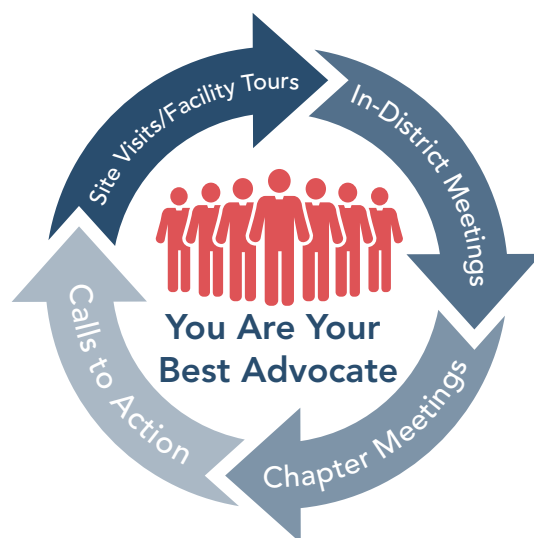 Site Visits/Facility Tours
In-District Meetings
Chapter Meetings
Calls to Action
You Are Your
Best Advocate